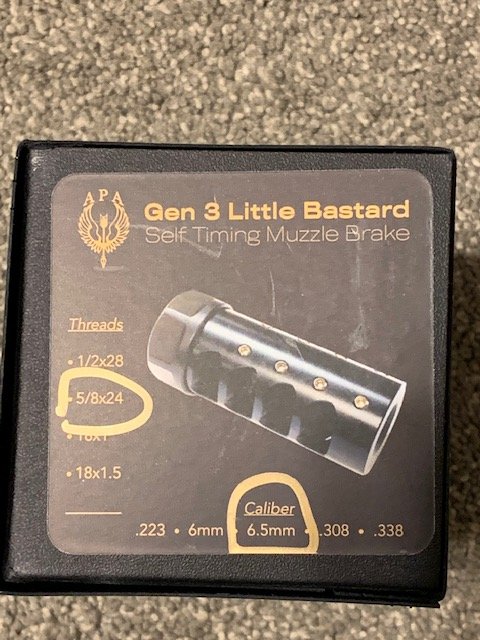 APA
Gen 3 Little Bastard
Self Timing Muzzle Brake
Threads
• 1/2x28
• 5/8x24
• 16x1
• 18x1.5
Caliber
.223 • 6mm • 6.5mm • .308 • .338